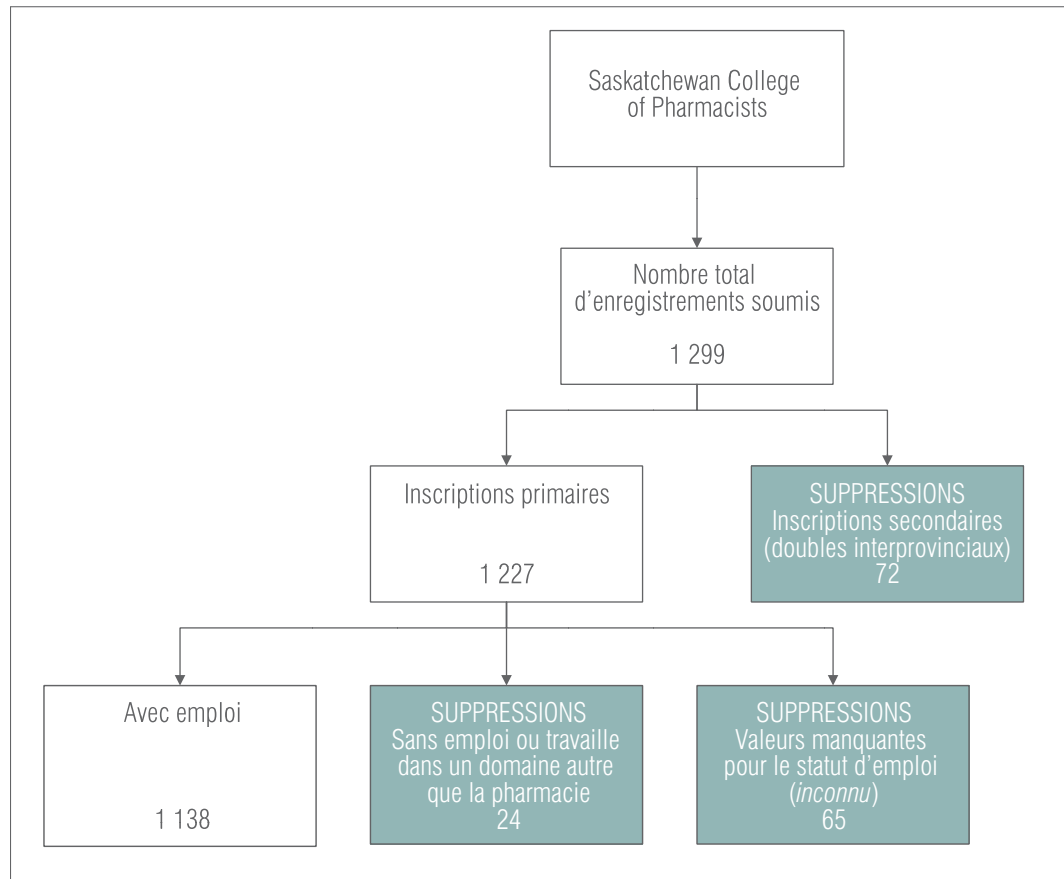 Saskatchewan College
of Pharmacists
Nombre total
d’enregistrements soumis
1 299
Inscriptions primaires
1 227
SUPPRESSIONS
Inscriptions secondaires
(doubles interprovinciaux)
72
Avec emploi
1 138
SUPPRESSIONS
Sans emploi ou travaille
dans un domaine autre
que la pharmacie
24
SUPPRESSIONS
Valeurs manquantes
pour le statut d’emploi
(inconnu)
65